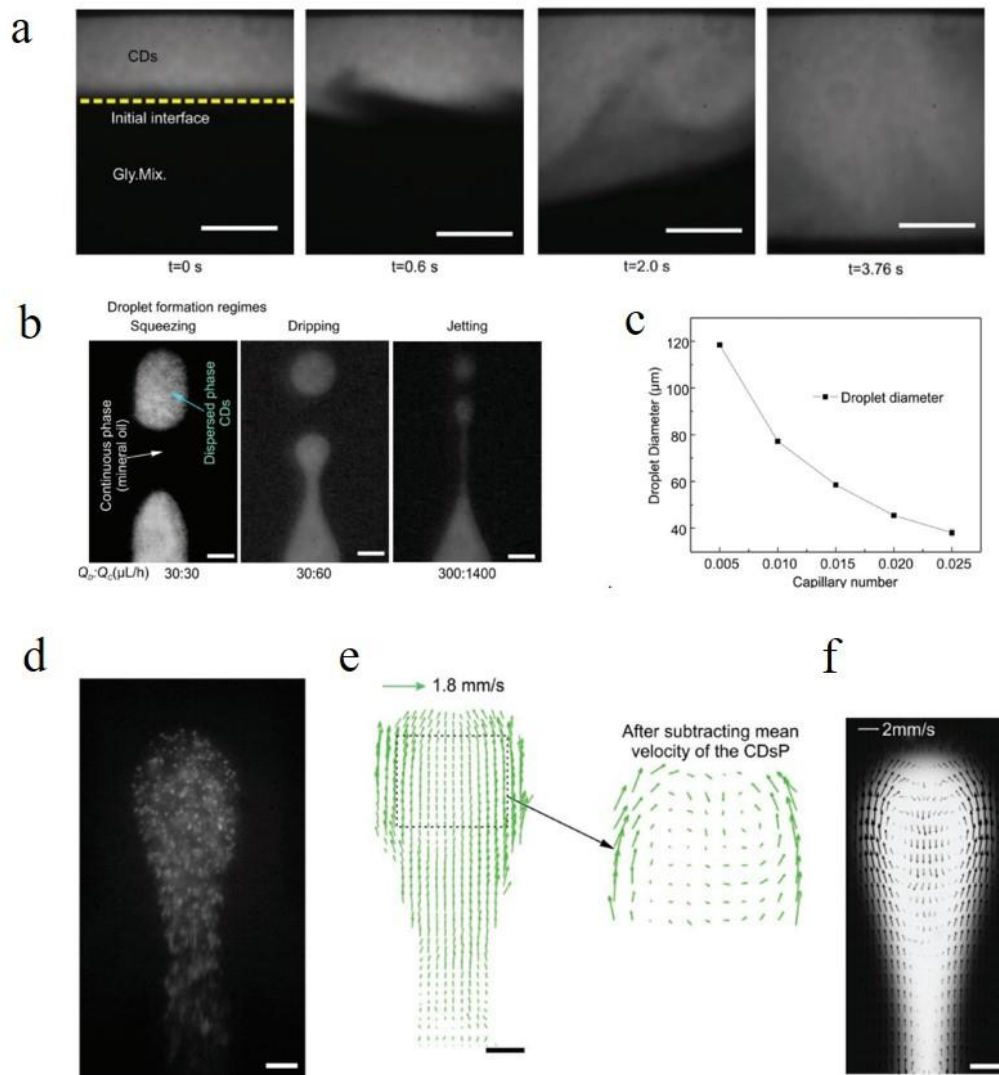 a
CDs
Initial interface
Gly.Mix.
t=0 s
t=0.6 s
t=2.0 s
t=3.76 s
b
Droplet formation regimes
Squeezing
Dripping
Jetting
Continuous phase
(mineral oil)
Dispersed phase
CDs
Q_D:Q_C(μL/h)
30:30
30:60
300:1400
c
Droplet Diameter (μm)
120
100
80
60
40
Droplet diameter
0.005
0.010
0.015
0.020
0.025
Capillary number
d
e
1.8 mm/s
After subtracting mean
velocity of the CDsP
f
2mm/s